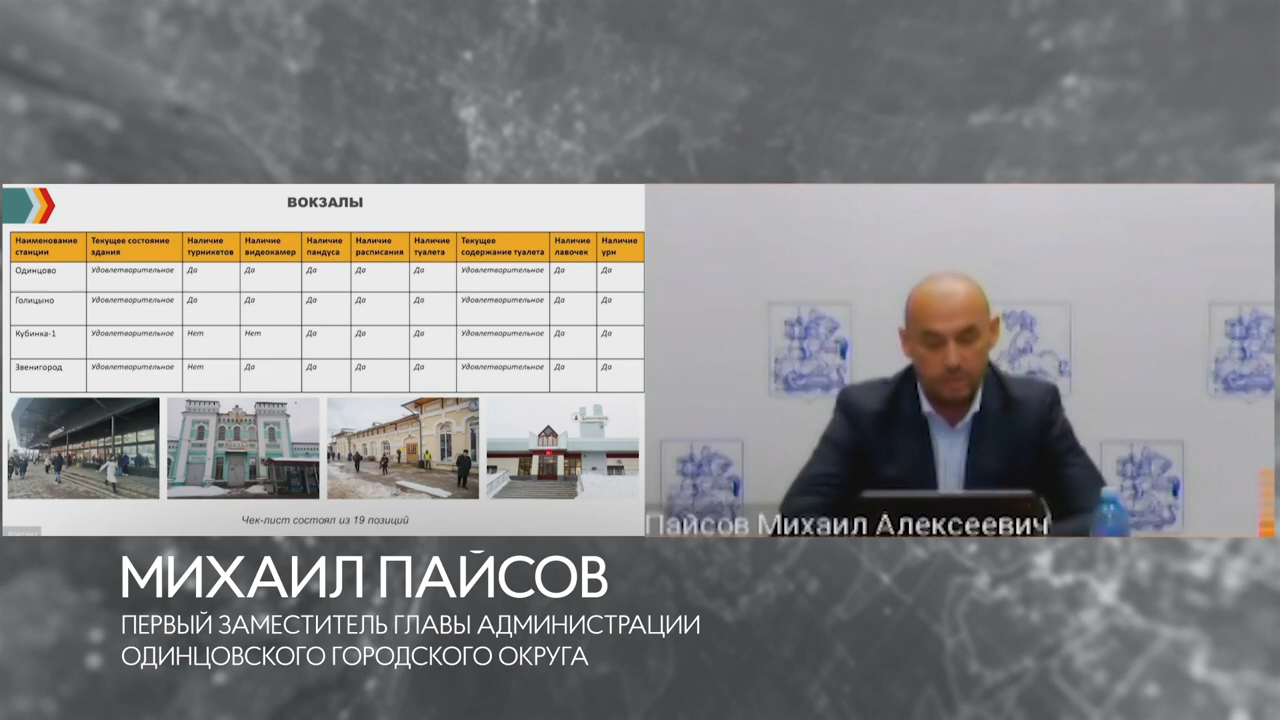 ВОКЗАЛЫ
Наименование станции | Текущее состояние здания | Наличие турникетов | Наличие видеокамер | Наличие пандуса | Наличие расписания | Наличие туалета | Текущее содержание туалета | Наличие лавочек | Наличие урн
Одинцово | Удовлетворительное | Да | Да | Да | Да | Да | Удовлетворительное | Да | Да
Голицыно | Удовлетворительное | Да | Да | Да | Да | Да | Удовлетворительное | Да | Да
Кубинка-1 | Удовлетворительное | Нет | Нет | Да | Да | Да | Удовлетворительное | Да | Да
Звенигород | Удовлетворительное | Нет | Да | Да | Да | Да | Удовлетворительное | Да | Да
Чек-лист состоял из 19 позиций
Пайсов Михаил Алексеевич
МИХАИЛ ПАЙСОВ
ПЕРВЫЙ ЗАМЕСТИТЕЛЬ ГЛАВЫ АДМИНИСТРАЦИИ
ОДИНЦОВСКОГО ГОРОДСКОГО ОКРУГА